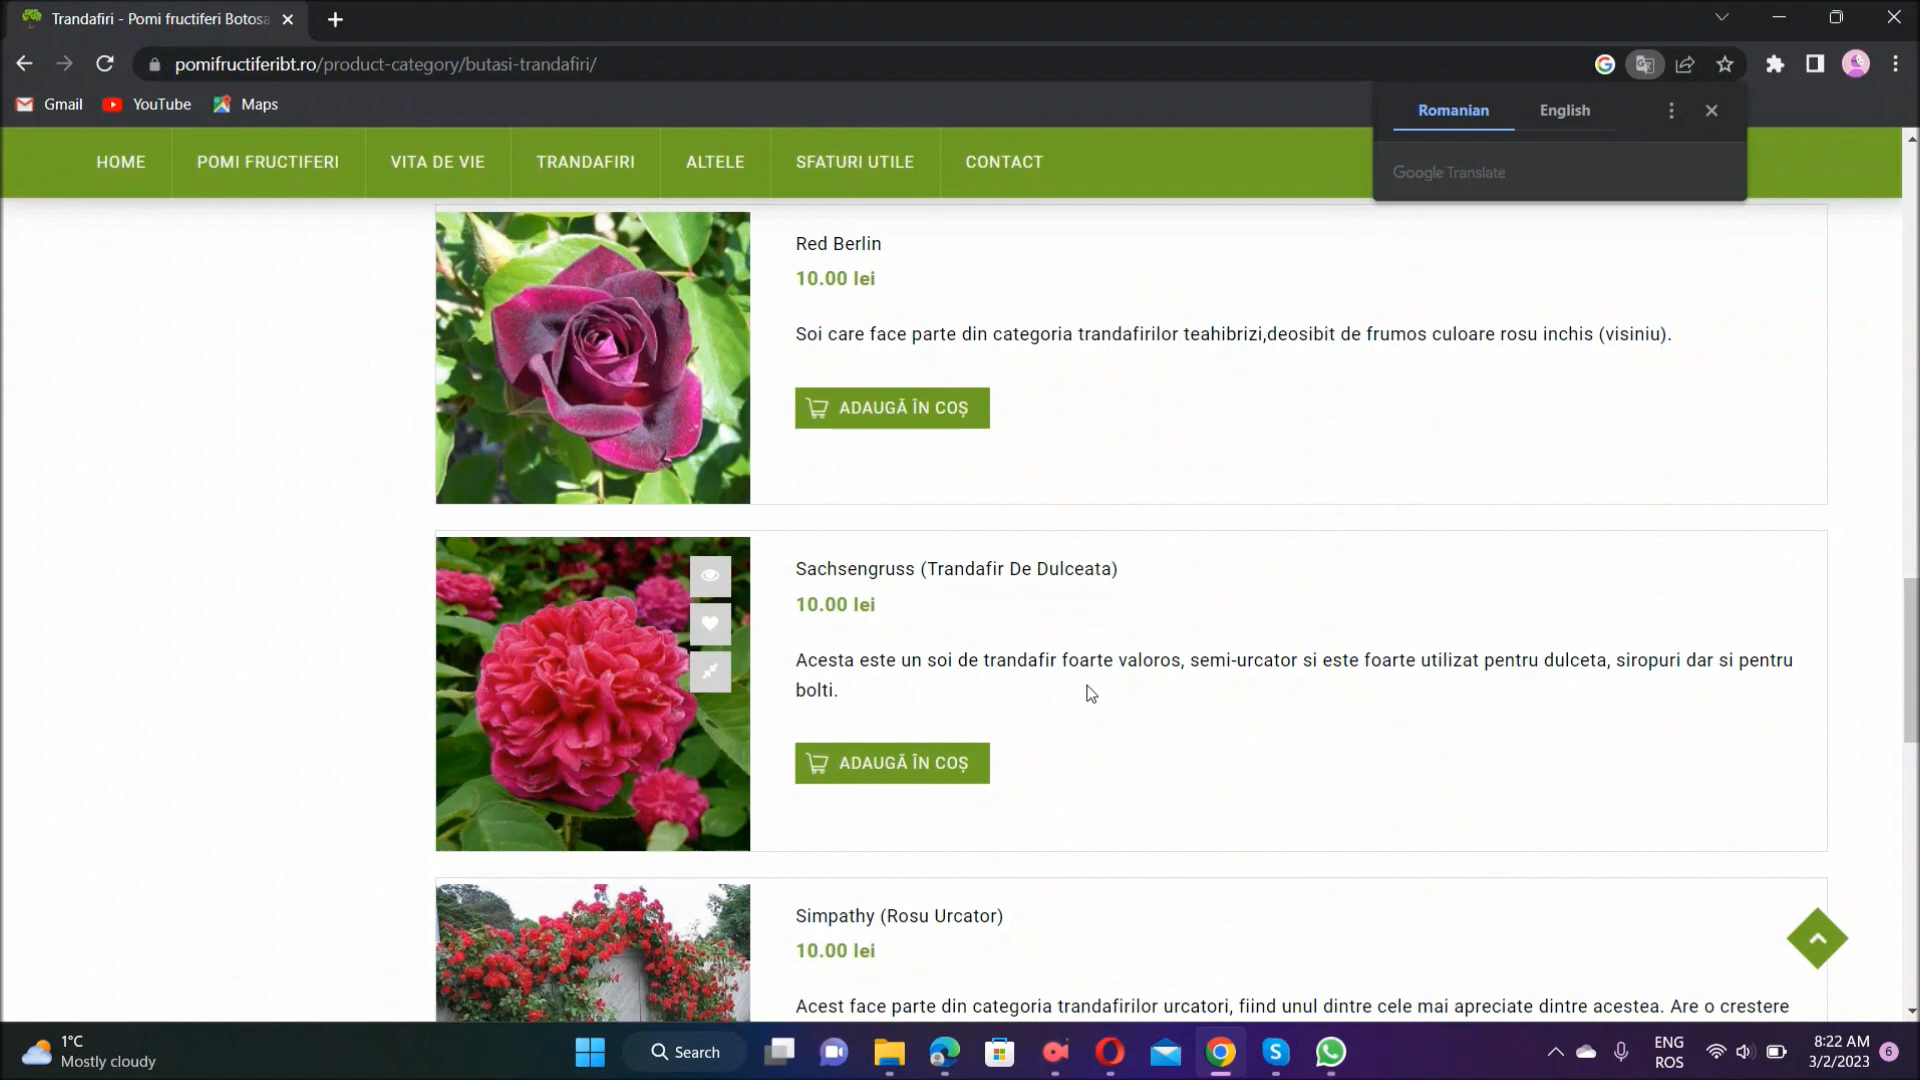 Trandafiri - Pomi fructiferi Botosa
pomifructiferibt.ro/product-category/butasi-trandafiri/
Gmail YouTube Maps
Romanian English
Google Translate
HOME POMI FRUCTIFERI VITA DE VIE TRANDAFIRI ALTELE SFATURI UTILE CONTACT
Red Berlin
10.00 lei
Soi care face parte din categoria trandafirilor teahibrizi,deosibit de frumos culoare rosu inchis (visiniu).
ADAUGĂ ÎN COȘ
Sachsengruss (Trandafir De Dulceata)
10.00 lei
Acesta este un soi de trandafir foarte valoros, semi-urcator si este foarte utilizat pentru dulceta, siropuri dar si pentru
bolti.
ADAUGĂ ÎN COȘ
Simpathy (Rosu Urcator)
10.00 lei
Acest face parte din categoria trandafirilor urcatori, fiind unul dintre cele mai apreciate dintre acestea. Are o crestere
1°C
Mostly cloudy
Search
ENG
ROS
8:22 AM
3/2/2023
6